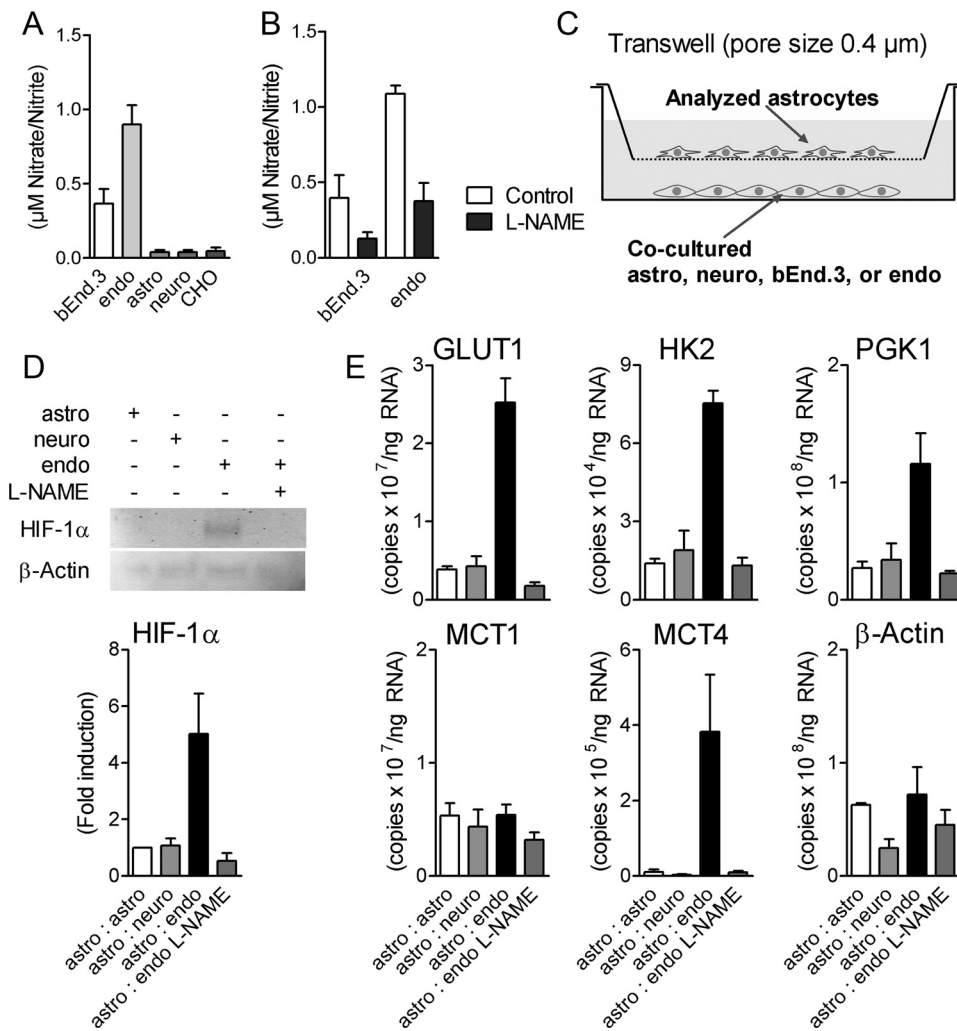 A
(µM Nitrate/Nitrite)
1.5
1.0
0.5
0.0
bEnd.3
endo
astro
neuro
CHO
B
(µM Nitrate/Nitrite)
1.5
1.0
0.5
0.0
bEnd.3
endo
Control
L-NAME
C
Transwell (pore size 0.4 µm)
Analyzed astrocytes
Co-cultured
astro, neuro, bEnd.3, or endo
D
astro + - - -
neuro - + - -
endo - - + +
L-NAME - - - +
HIF-1α
β-Actin
HIF-1α
(Fold induction)
8
6
4
2
0
astro : astro
astro : neuro
astro : endo
astro : endo L-NAME
E
GLUT1
(copies x 10⁷/ng RNA)
3
2
1
0
HK2
(copies x 10⁴/ng RNA)
9
6
3
0
PGK1
(copies x 10⁸/ng RNA)
2
1
0
MCT1
(copies x 10⁷/ng RNA)
2
1
0
astro : astro
astro : neuro
astro : endo
astro : endo L-NAME
MCT4
(copies x 10⁵/ng RNA)
6
4
2
0
astro : astro
astro : neuro
astro : endo
astro : endo L-NAME
β-Actin
(copies x 10⁸/ng RNA)
2
1
0
astro : astro
astro : neuro
astro : endo
astro : endo L-NAME